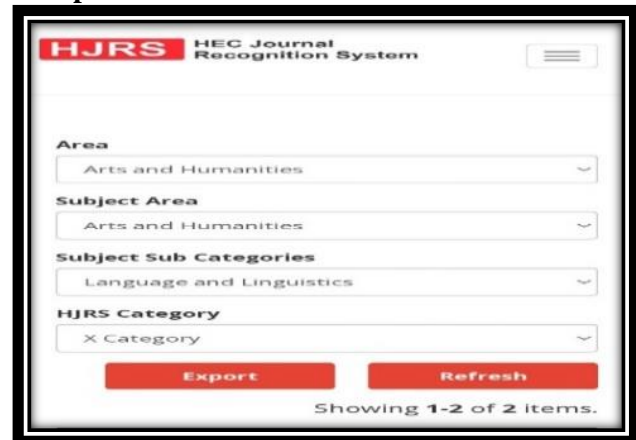 HJRS HEC Journal
Recognition System
Area
Arts and Humanities
Subject Area
Arts and Humanities
Subject Sub Categories
Language and Linguistics
HJRS Category
X Category
Export Refresh
Showing 1-2 of 2 items.